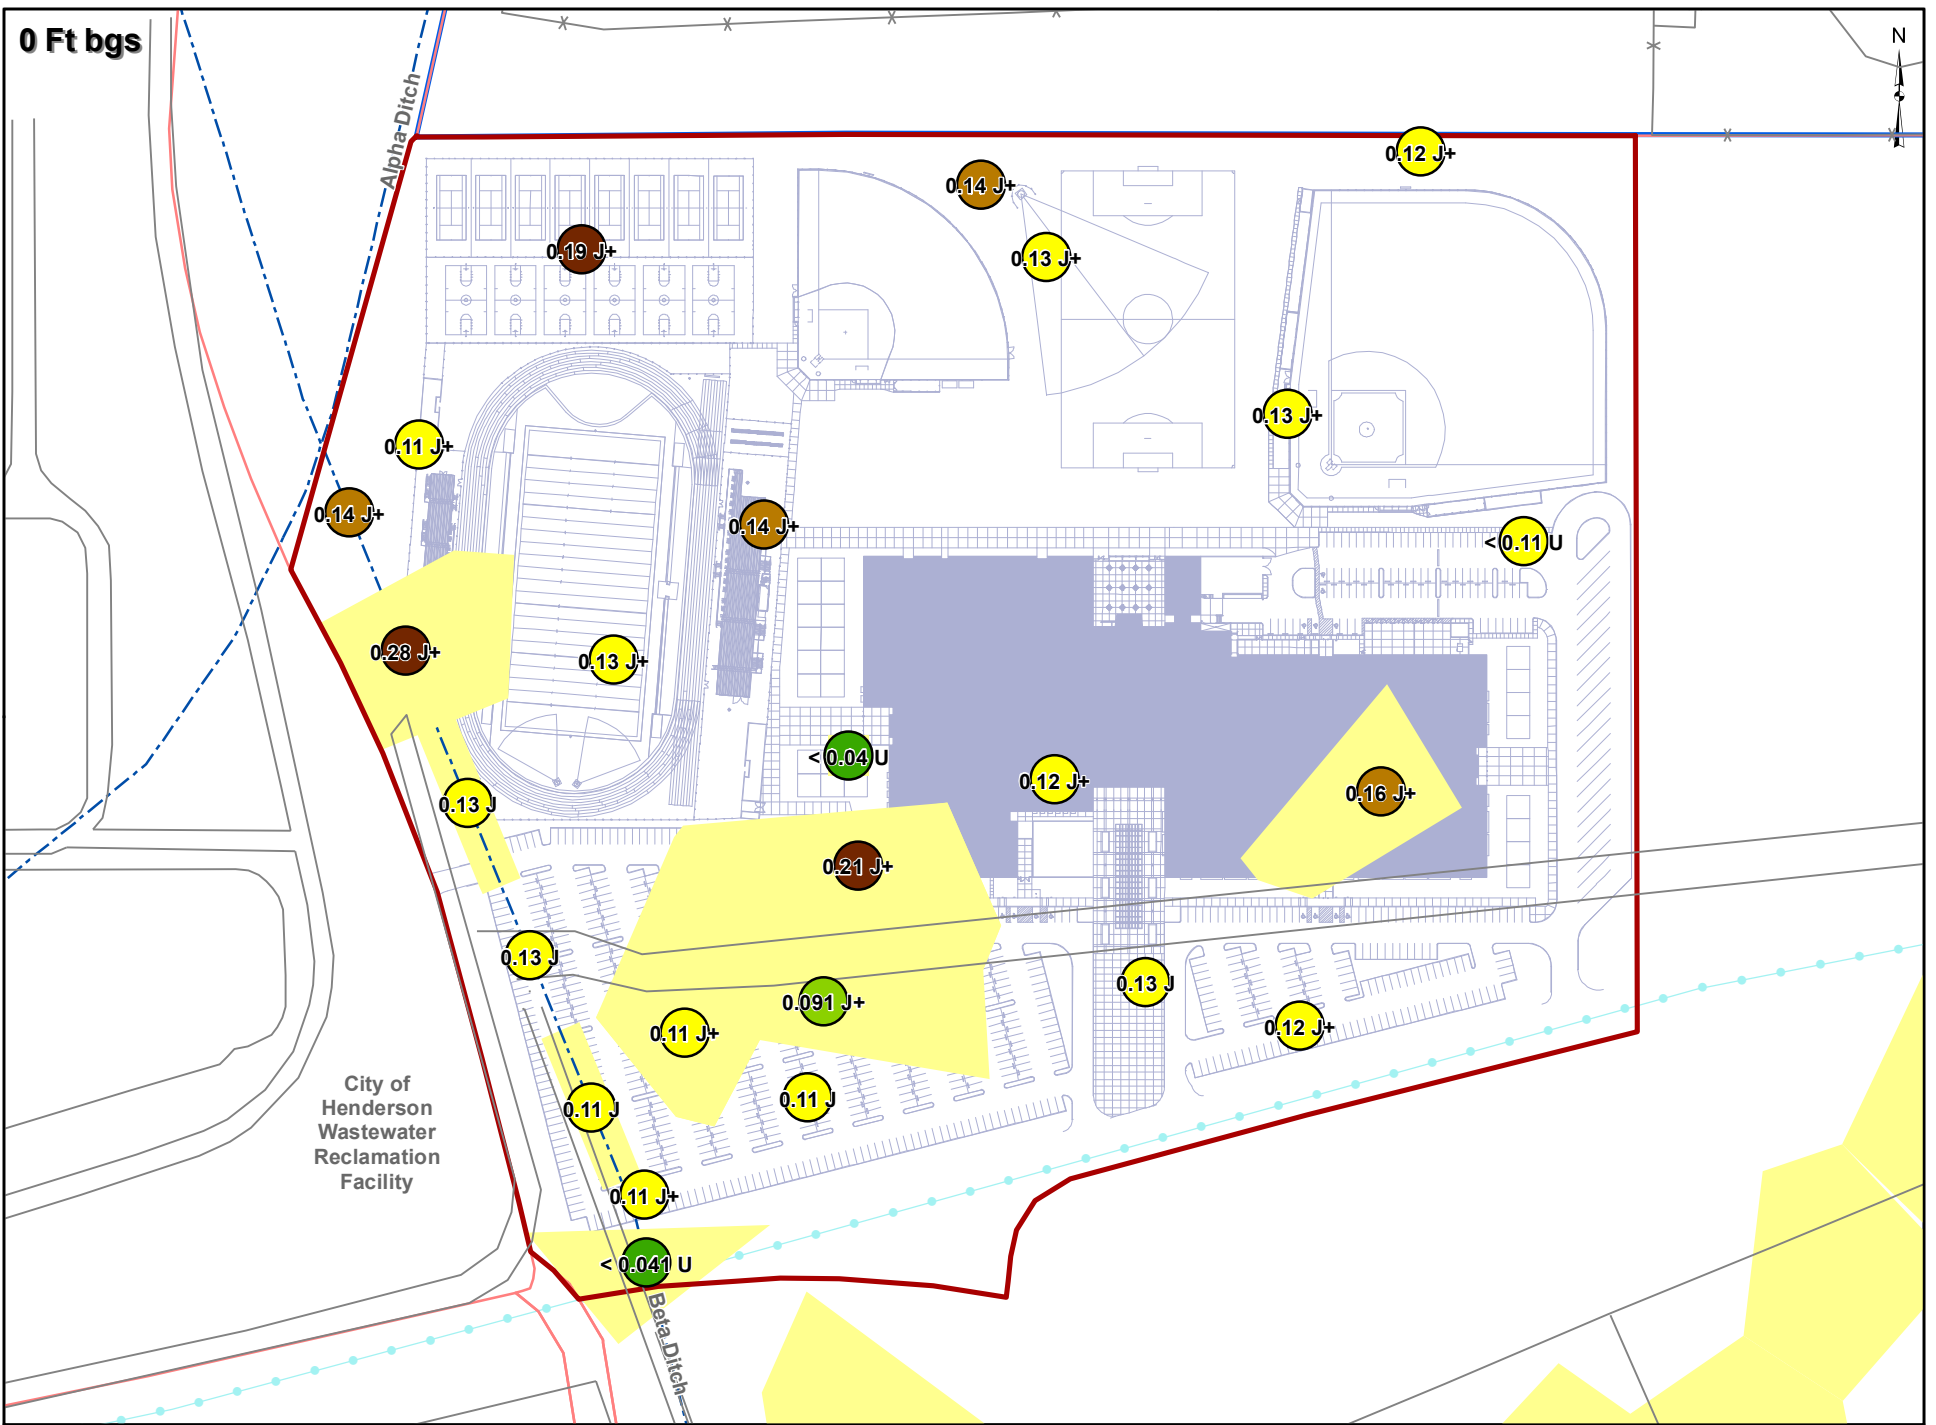 0 Ft bgs
N
Alpha Ditch
0.12 J+
0.14 J+
0.19 J+
0.13 J+
0.13 J+
0.11 J+
0.14 J+
0.14 J+
< 0.11 U
0.28 J+
0.13 J+
< 0.04 U
0.12 J+
0.16 J+
0.13 J
0.21 J+
0.13 J
0.13 J
0.091 J+
0.11 J+
0.12 J+
0.11 J
0.11 J
City of
Henderson
Wastewater
Reclamation
Facility
0.11 J+
< 0.041 U
Beta Ditch